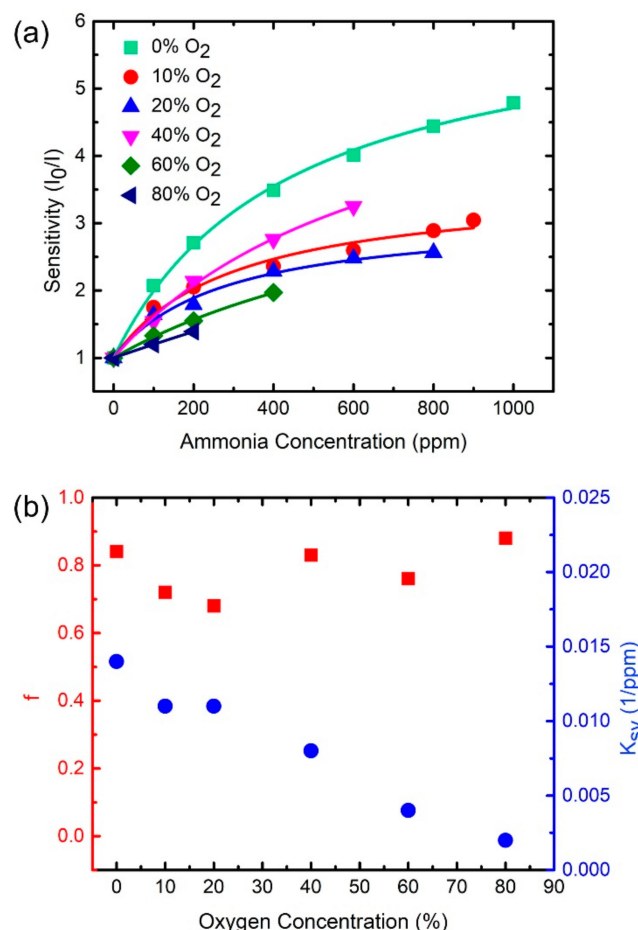 (a)
6
5
4
3
2
1
Sensitivity (I0/I)
0% O2
10% O2
20% O2
40% O2
60% O2
80% O2
0 200 400 600 800 1000
Ammonia Concentration (ppm)
(b)
1.0
0.8
0.6
0.4
0.2
0.0
f
0.025
0.020
0.015
0.010
0.005
0.000
KSV (1/ppm)
0 10 20 30 40 50 60 70 80 90
Oxygen Concentration (%)